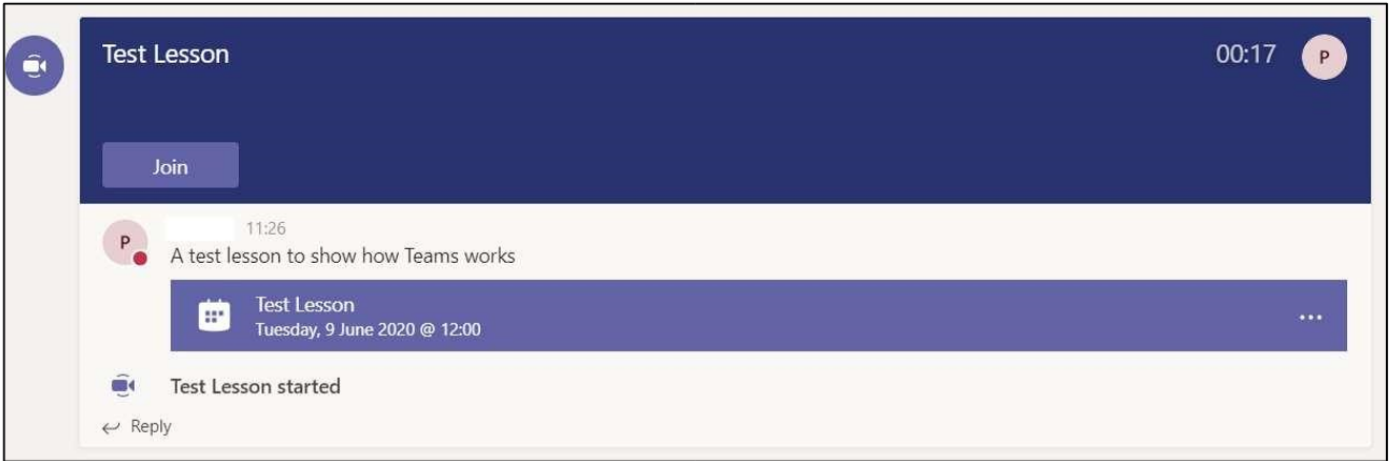 Test Lesson
00:17
P
Join
P
11:26
A test lesson to show how Teams works
Test Lesson
Tuesday, 9 June 2020 @ 12:00
Test Lesson started
Reply